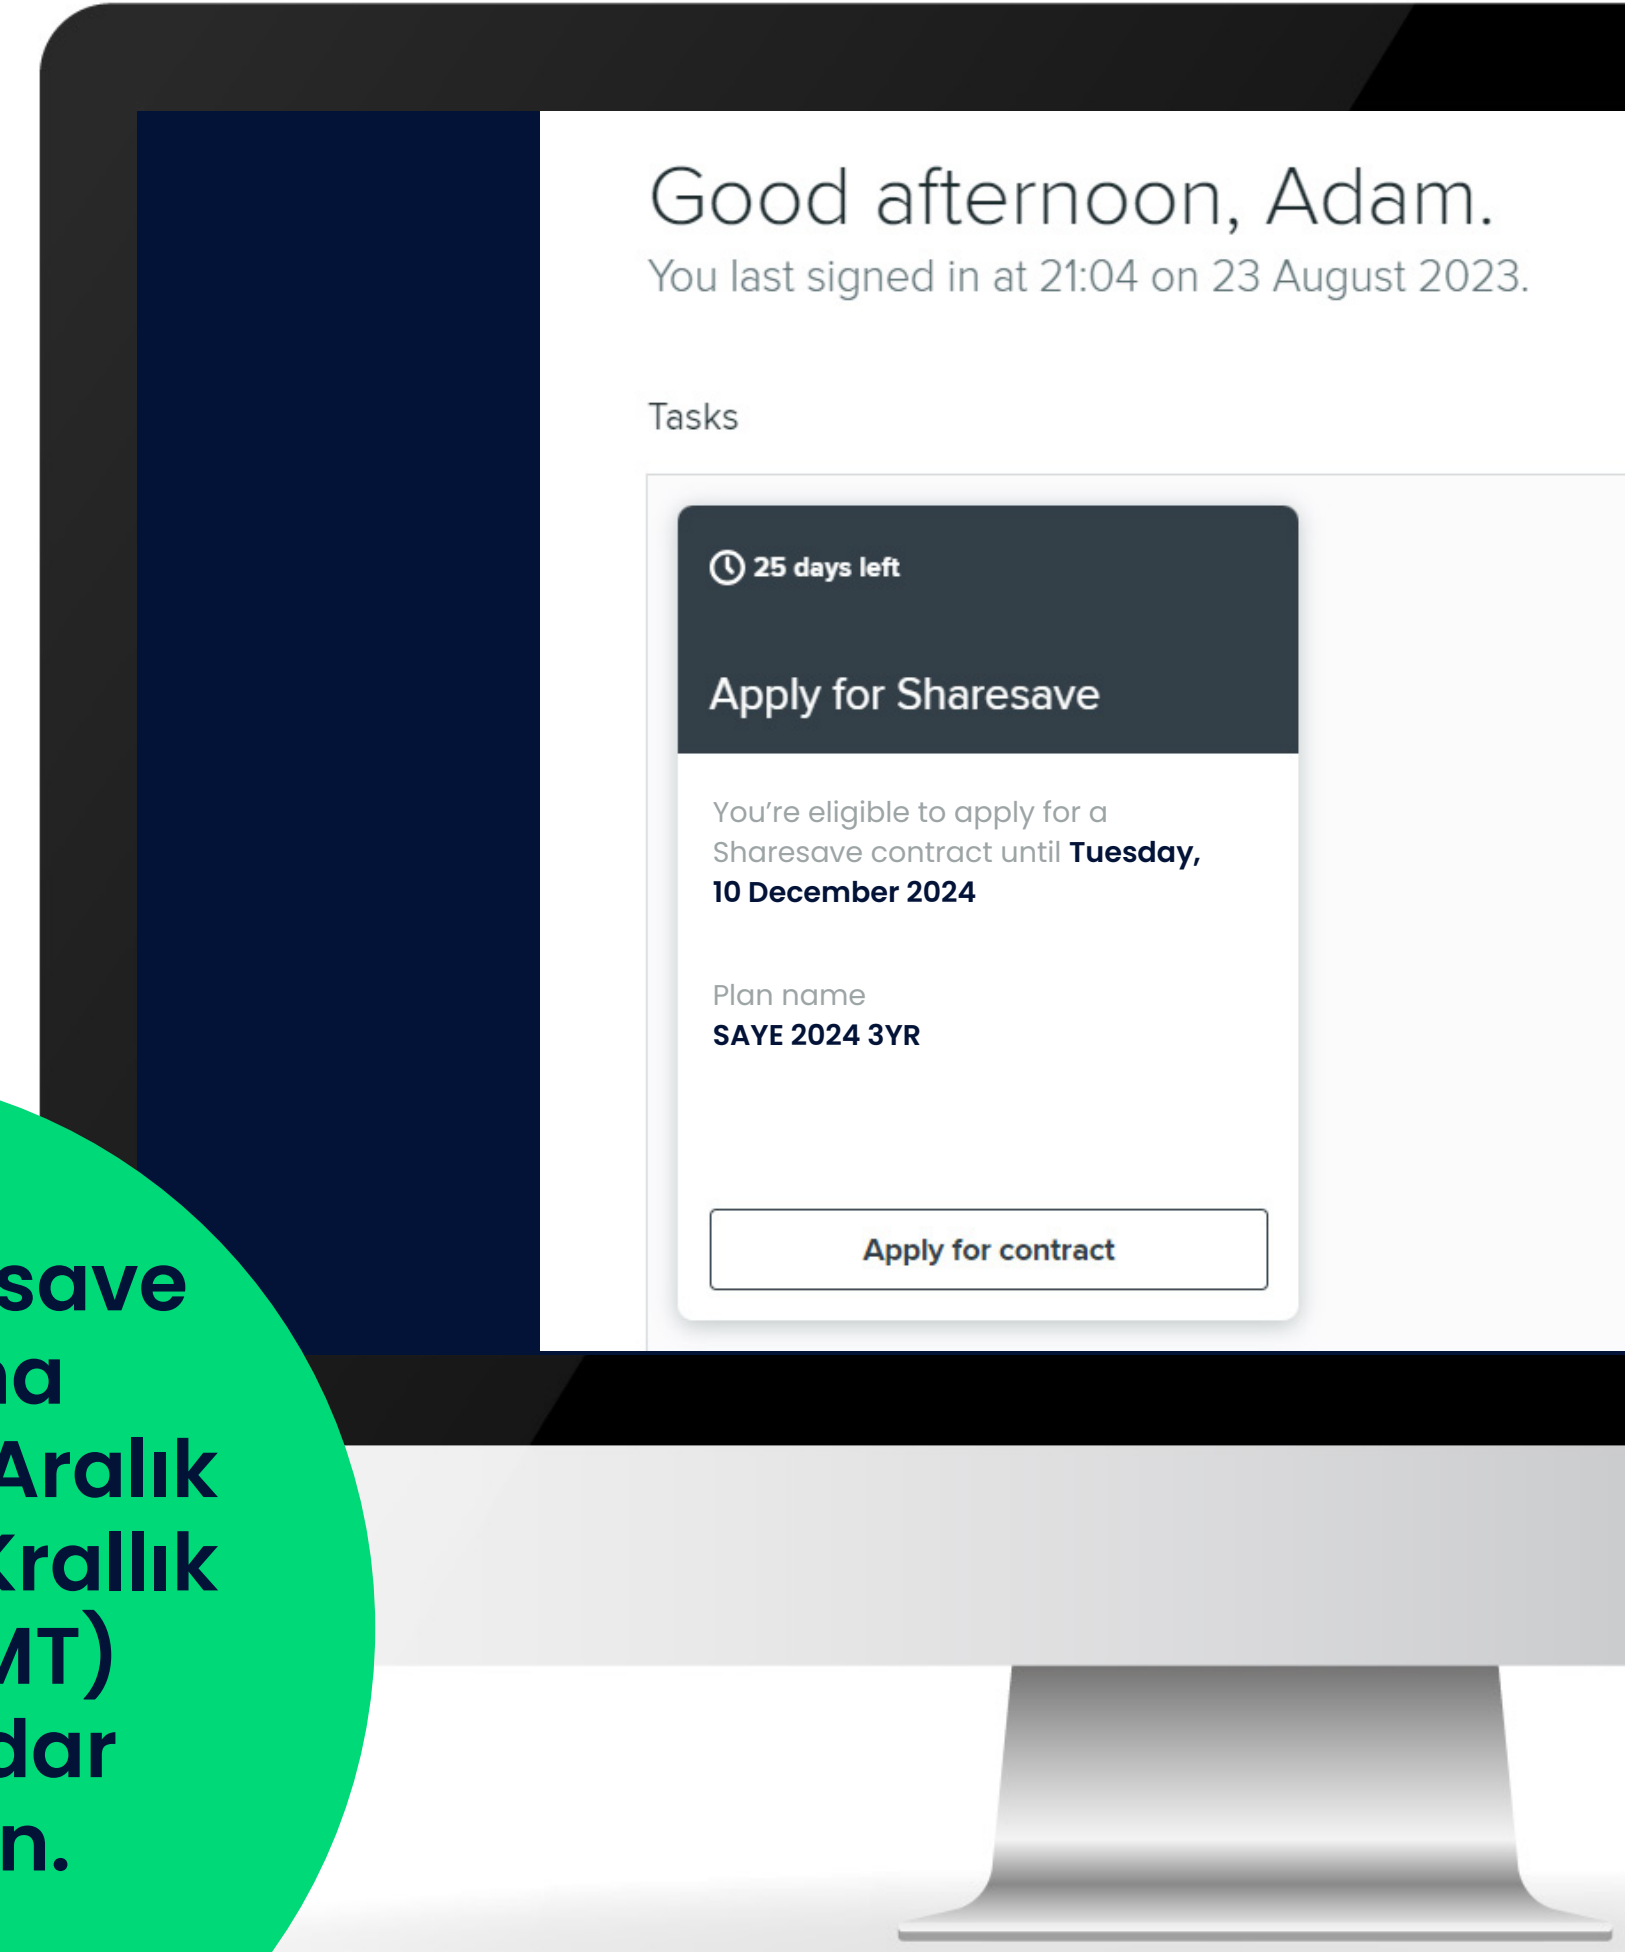 Good afternoon, Adam.
You last signed in at 21:04 on 23 August 2023.
Tasks
25 days left
Apply for Sharesave
You're eligible to apply for a
Sharesave contract until Tuesday,
10 December 2024
Plan name
SAYE 2024 3YR
Apply for contract
save
Aralık
Krallık